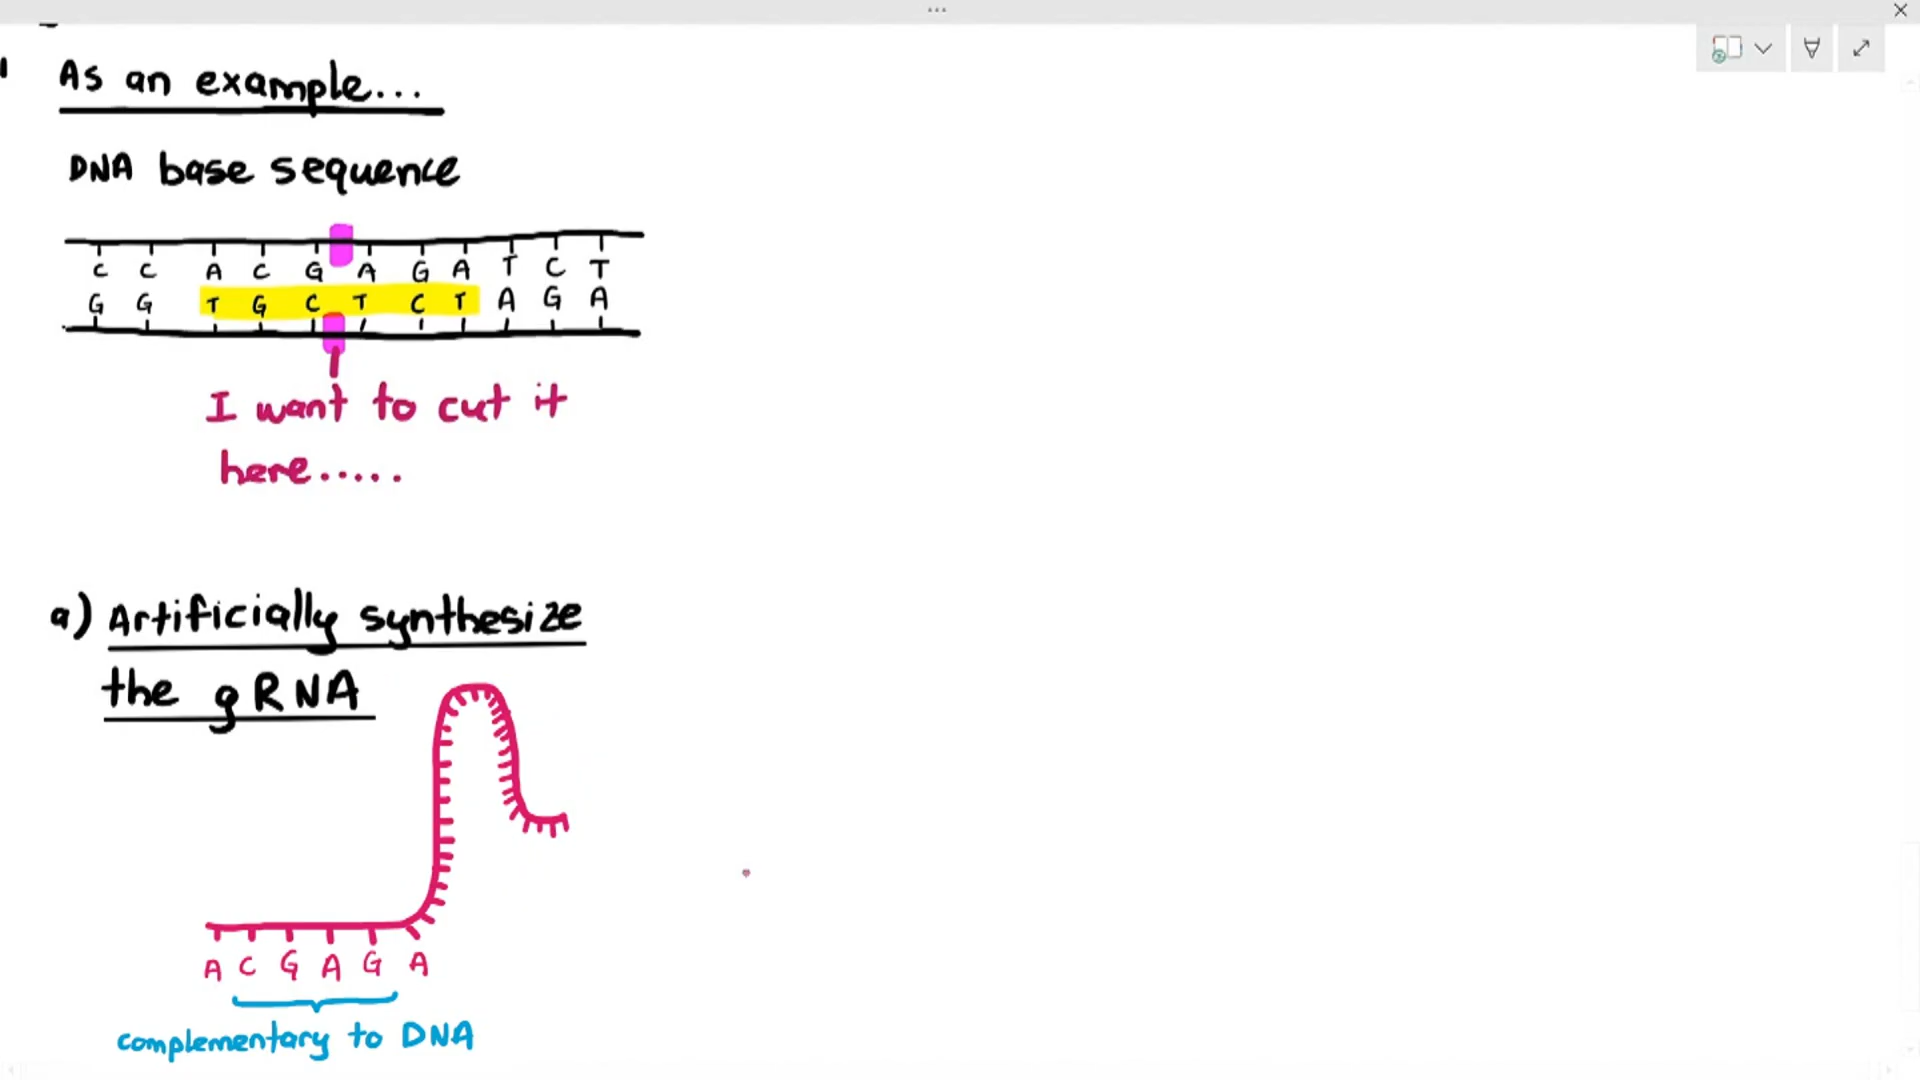 As an example...
DNA base sequence
C C A C G A G A T C T
G G T G C T C T A G A
I want to cut it
here.....
a) Artificially synthesize
the gRNA
A C G A G A
complementary to DNA